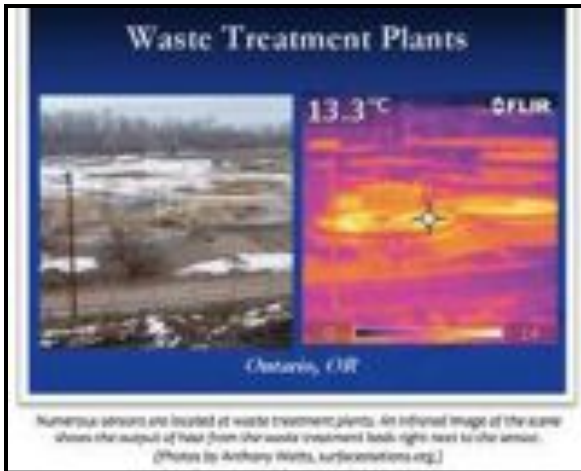 Waste Treatment Plants
13.3°C
FLIR
Ontario, OR
Numerous sensors are located at waste treatment plants. An infrared image of the scene
shows the output of heat from the waste treatment beds right next to the sensor.
(Photos by Anthony Watts, surfacestations.org.)